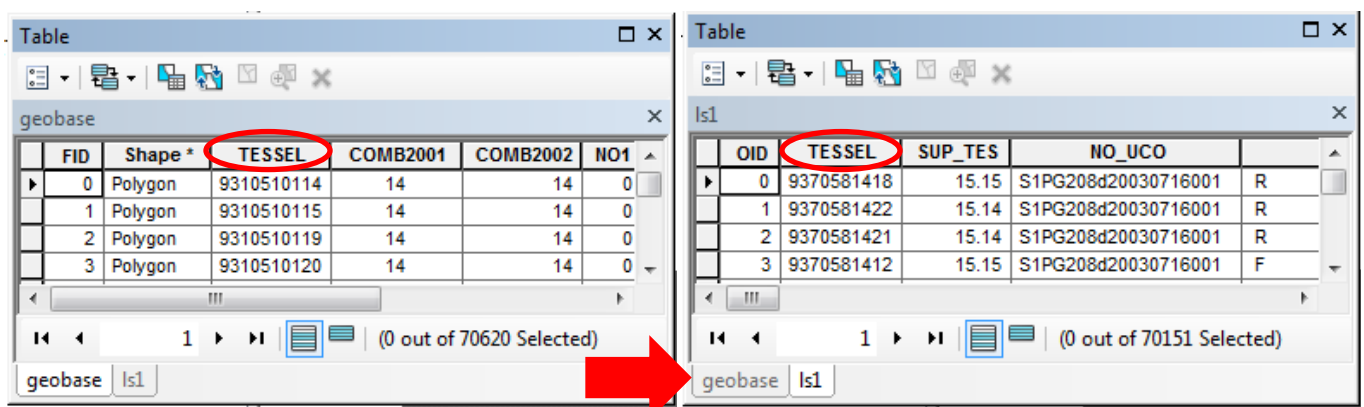 Table
geobase
FID Shape * TESSEL COMB2001 COMB2002 NO1
0 Polygon 9310510114 14 14 0
1 Polygon 9310510115 14 14 0
2 Polygon 9310510119 14 14 0
3 Polygon 9310510120 14 14 0
1 (0 out of 70620 Selected)
geobase ls1
Table
ls1
OID TESSEL SUP_TES NO_UCO
0 9370581418 15.15 S1PG208d20030716001 R
1 9370581422 15.14 S1PG208d20030716001 R
2 9370581421 15.14 S1PG208d20030716001 R
3 9370581412 15.15 S1PG208d20030716001 F
1 (0 out of 70151 Selected)
geobase ls1